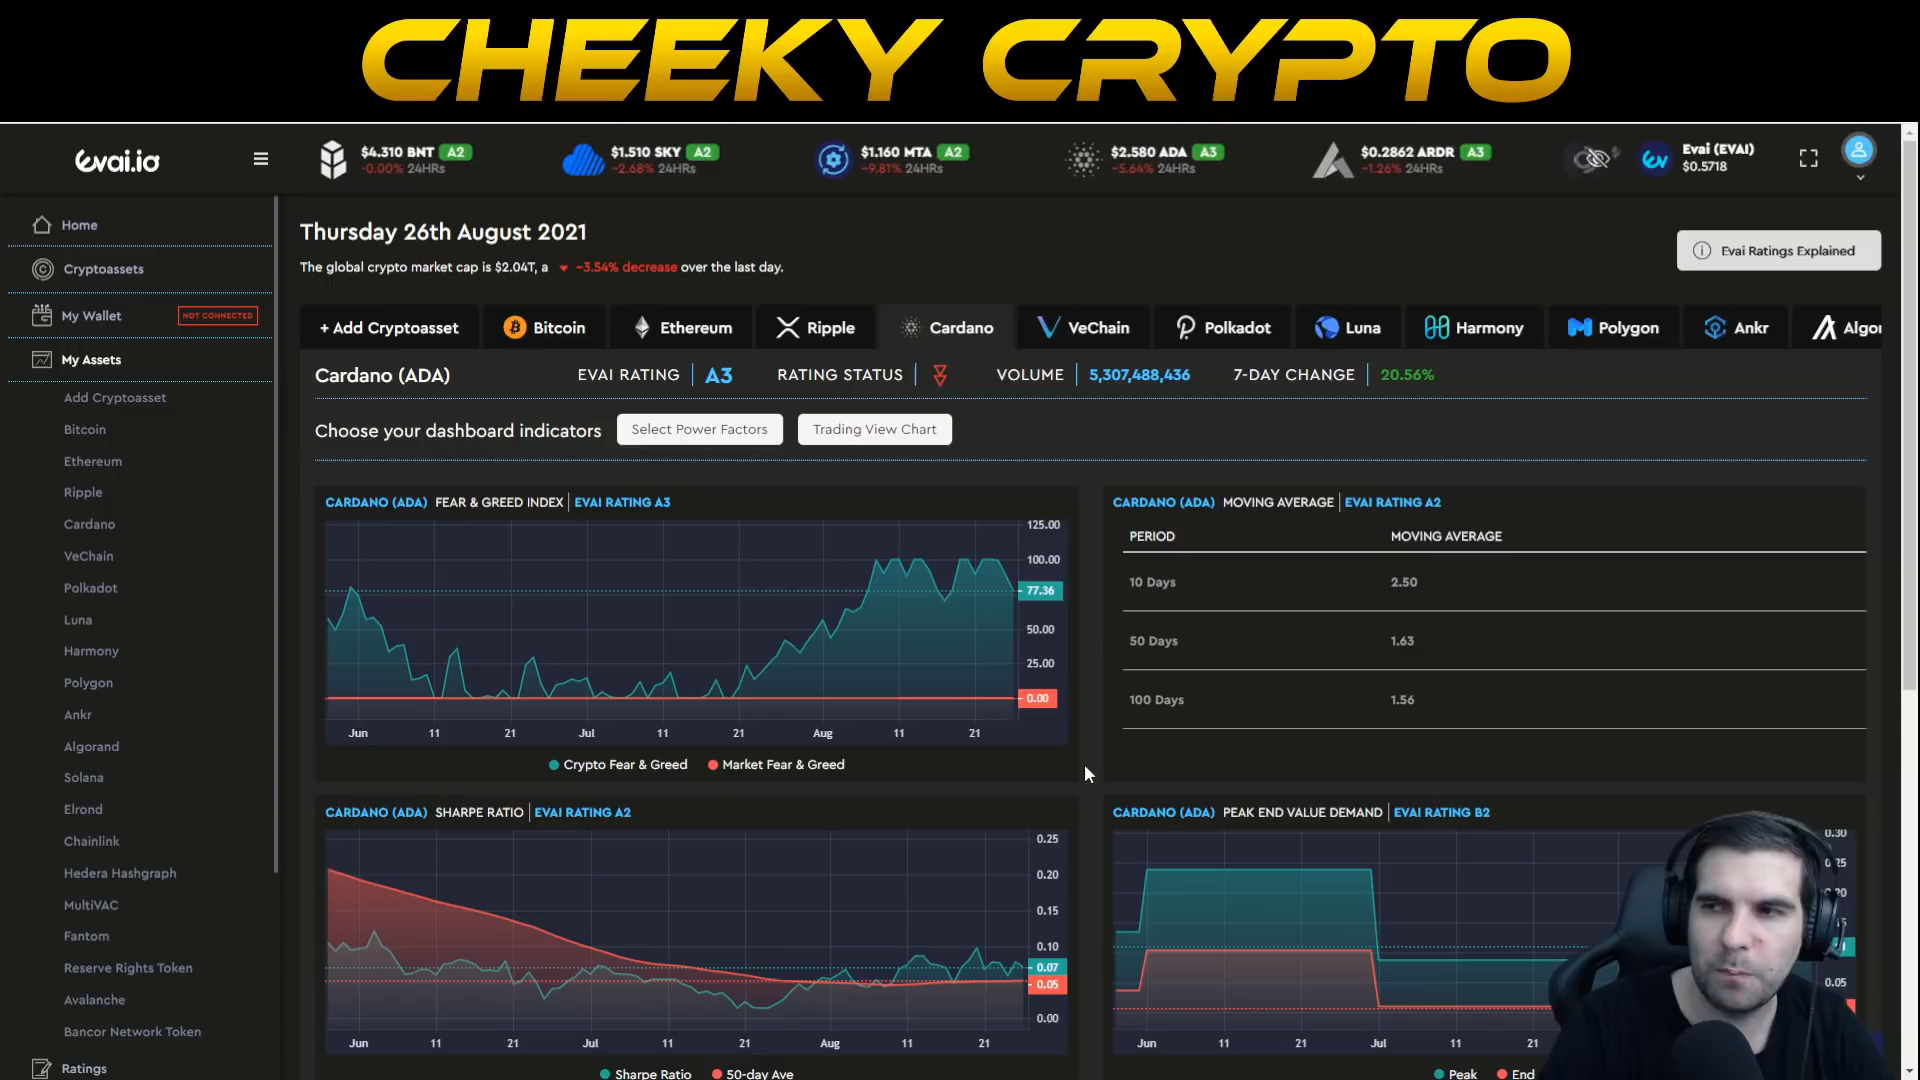 CHEEKY CRYPTO
Evai.io
$4.310 BNT A2
-0.00% 24HRs
$1.510 SKY A2
-2.68% 24HRs
$1.160 MTA A2
-9.81% 24HRs
$2.580 ADA A3
-5.64% 24HRs
$0.2862 ARDR A3
-1.26% 24HRs
Evai (EVAI)
$0.5718
Home
Cryptoassets
My Wallet NOT CONNECTED
My Assets
Add Cryptoasset
Bitcoin
Ethereum
Ripple
Cardano
VeChain
Polkadot
Luna
Harmony
Polygon
Ankr
Algorand
Solana
Elrond
Chainlink
Hedera Hashgraph
MultiVAC
Fantom
Reserve Rights Token
Avalanche
Bancor Network Token
Ratings
Thursday 26th August 2021
The global crypto market cap is $2.04T, a -3.54% decrease over the last day.
Evai Ratings Explained
+ Add Cryptoasset Bitcoin Ethereum Ripple Cardano VeChain Polkadot Luna Harmony Polygon Ankr Algor
Cardano (ADA) EVAI RATING A3 RATING STATUS VOLUME 5,307,488,436 7-DAY CHANGE 20.56%
Choose your dashboard indicators Select Power Factors Trading View Chart
CARDANO (ADA) FEAR & GREED INDEX EVAI RATING A3
125.00
100.00
77.36
50.00
25.00
0.00
Jun 11 21 Jul 11 21 Aug 11 21
Crypto Fear & Greed Market Fear & Greed
CARDANO (ADA) MOVING AVERAGE EVAI RATING A2
PERIOD MOVING AVERAGE
10 Days 2.50
50 Days 1.63
100 Days 1.56
CARDANO (ADA) SHARPE RATIO EVAI RATING A2
0.25
0.20
0.15
0.10
0.07
0.05
0.00
Jun 11 21 Jul 11 21 Aug 11 21
Sharpe Ratio 50-day Ave
CARDANO (ADA) PEAK END VALUE DEMAND EVAI RATING B2
0.30
0.05
Jun 11 21 Jul 11 21
Peak End